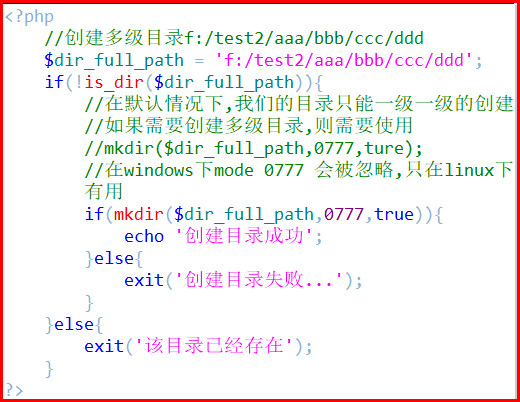 <?php
//创建多级目录f:/test2/aaa/bbb/ccc/ddd
$dir_full_path = 'f:/test2/aaa/bbb/ccc/ddd';
if(!is_dir($dir_full_path)){
//在默认情况下,我们的目录只能一级一级的创建
//如果需要创建多级目录,则需要使用
//mkdir($dir_full_path,0777,ture);
//在windows下mode 0777 会被忽略,只在linux下
有用
if(mkdir($dir_full_path,0777,true)){
echo '创建目录成功';
}else{
exit('创建目录失败...');
}
}else{
exit('该目录已经存在');
}
?>